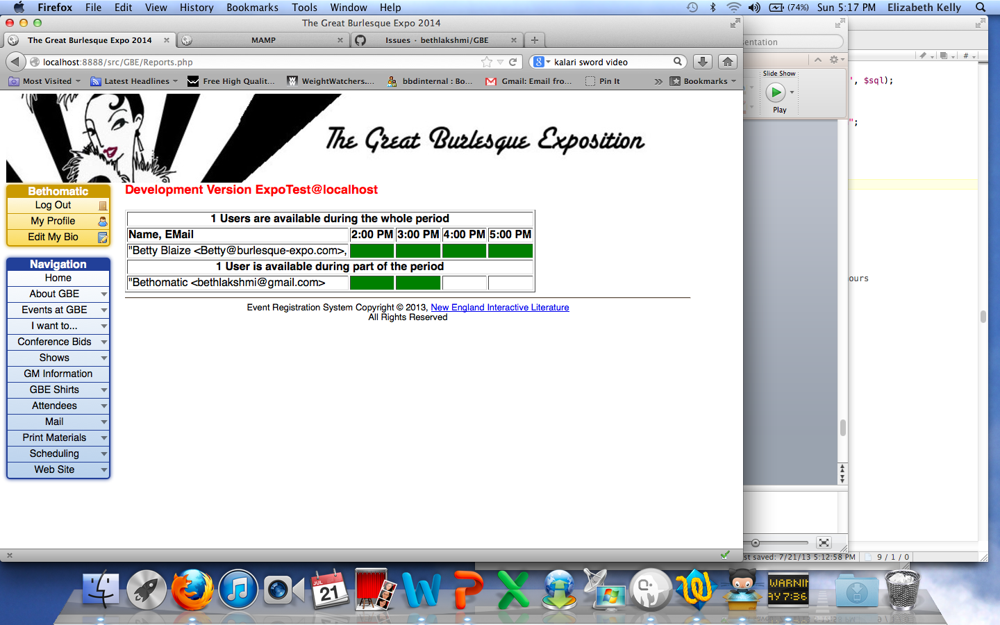 Firefox File Edit View History Bookmarks Tools Window Help (74%) Sun 5:17 PM Elizabeth Kelly
The Great Burlesque Expo 2014
The Great Burlesque Expo 2014 MAMP Issues · bethlakshmi/GBE
localhost:8888/src/GBE/Reports.php kalari sword video
Most Visited Latest Headlines Free High Qualit... WeightWatchers.... bbdinternal : Bo... Gmail: Email fro... Pin It Bookmarks
The Great Burlesque Exposition
Bethomatic
Log Out
My Profile
Edit My Bio
Navigation
Home
About GBE
Events at GBE
I want to...
Conference Bids
Shows
GM Information
GBE Shirts
Attendees
Mail
Print Materials
Scheduling
Web Site
Development Version ExpoTest@localhost
1 Users are available during the whole period
Name, EMail 2:00 PM 3:00 PM 4:00 PM 5:00 PM
"Betty Blaize <Betty@burlesque-expo.com>,
1 User is available during part of the period
"Bethomatic <bethlakshmi@gmail.com>
Event Registration System Copyright © 2013, New England Interactive Literature
All Rights Reserved
entation
Slide Show
Play
', $sql);
";
ours
st saved: 7/21/13 5:12:58 PM 9 / 1 / 0
JUL
21
WARNIN
AY 7:36